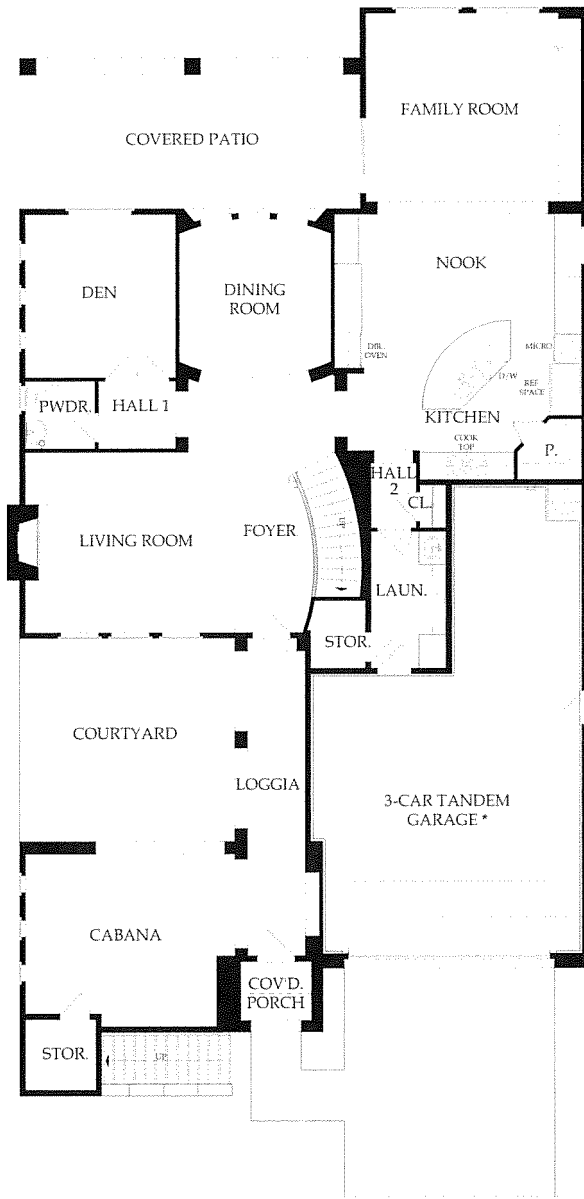 FAMILY ROOM
COVERED PATIO
NOOK
DEN
DINING
ROOM
DBL.
OVEN
MICRO
D/W
REF
SPACE
PWDR.
HALL 1
KITCHEN
COOK
TOP
P.
HALL
2
CL.
UP
LIVING ROOM
FOYER
LAUN.
STOR.
COURTYARD
LOGGIA
3-CAR TANDEM
GARAGE *
CABANA
COV'D.
PORCH
STOR.
UP